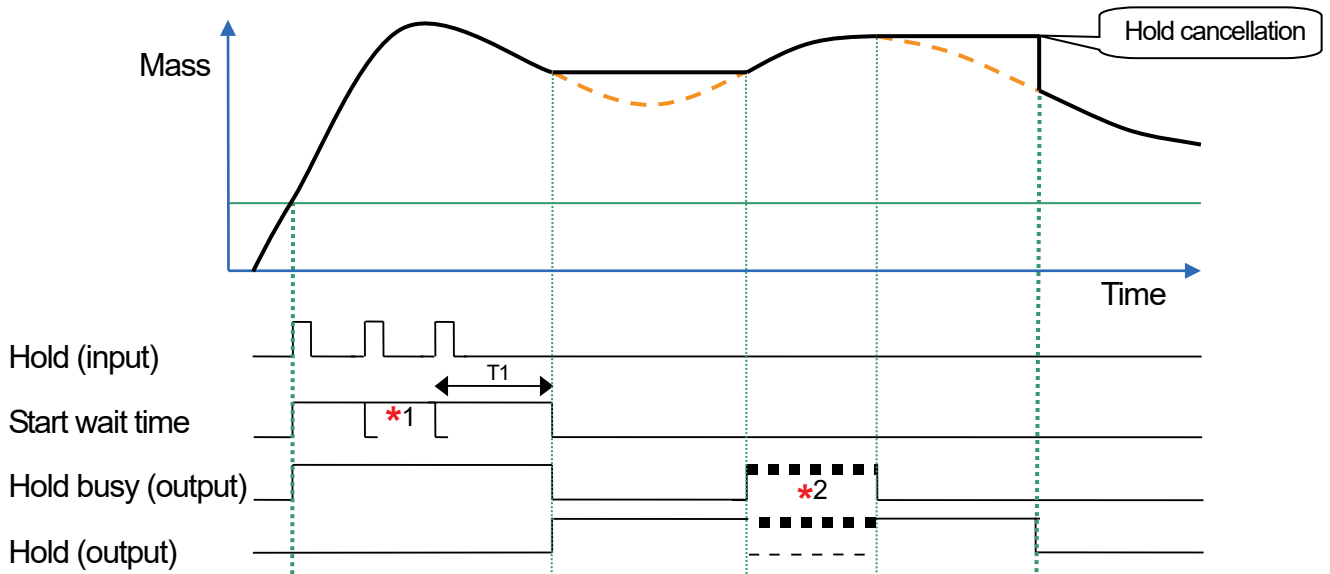 Hold cancellation
Mass
Time
Hold (input)
T1
Start wait time
*1
Hold busy (output)
*2
Hold (output)